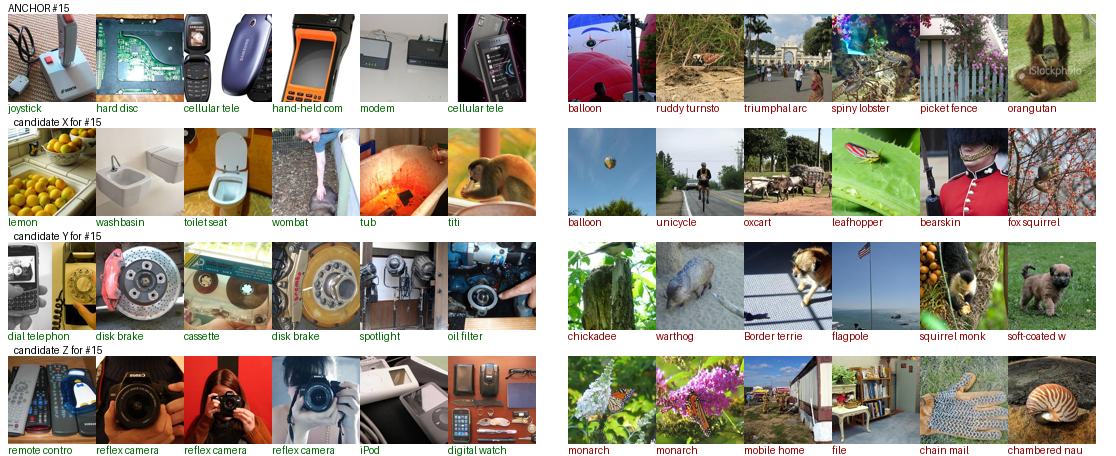 ANCHOR #15
joystick hard disc cellular tele hand-held com modem cellular tele balloon ruddy turnsto triumphal arc spiny lobster picket fence orangutan
iStockphoto
candidate X for #15
lemon washbasin toilet seat wombat tub titi balloon unicycle oxcart leafhopper bearskin fox squirrel
candidate Y for #15
dial telephon disk brake cassette disk brake spotlight oil filter chickadee warthog Border terrie flagpole squirrel monk soft-coated w
candidate Z for #15
remote contro reflex camera reflex camera reflex camera iPod digital watch monarch monarch mobile home file chain mail chambered nau